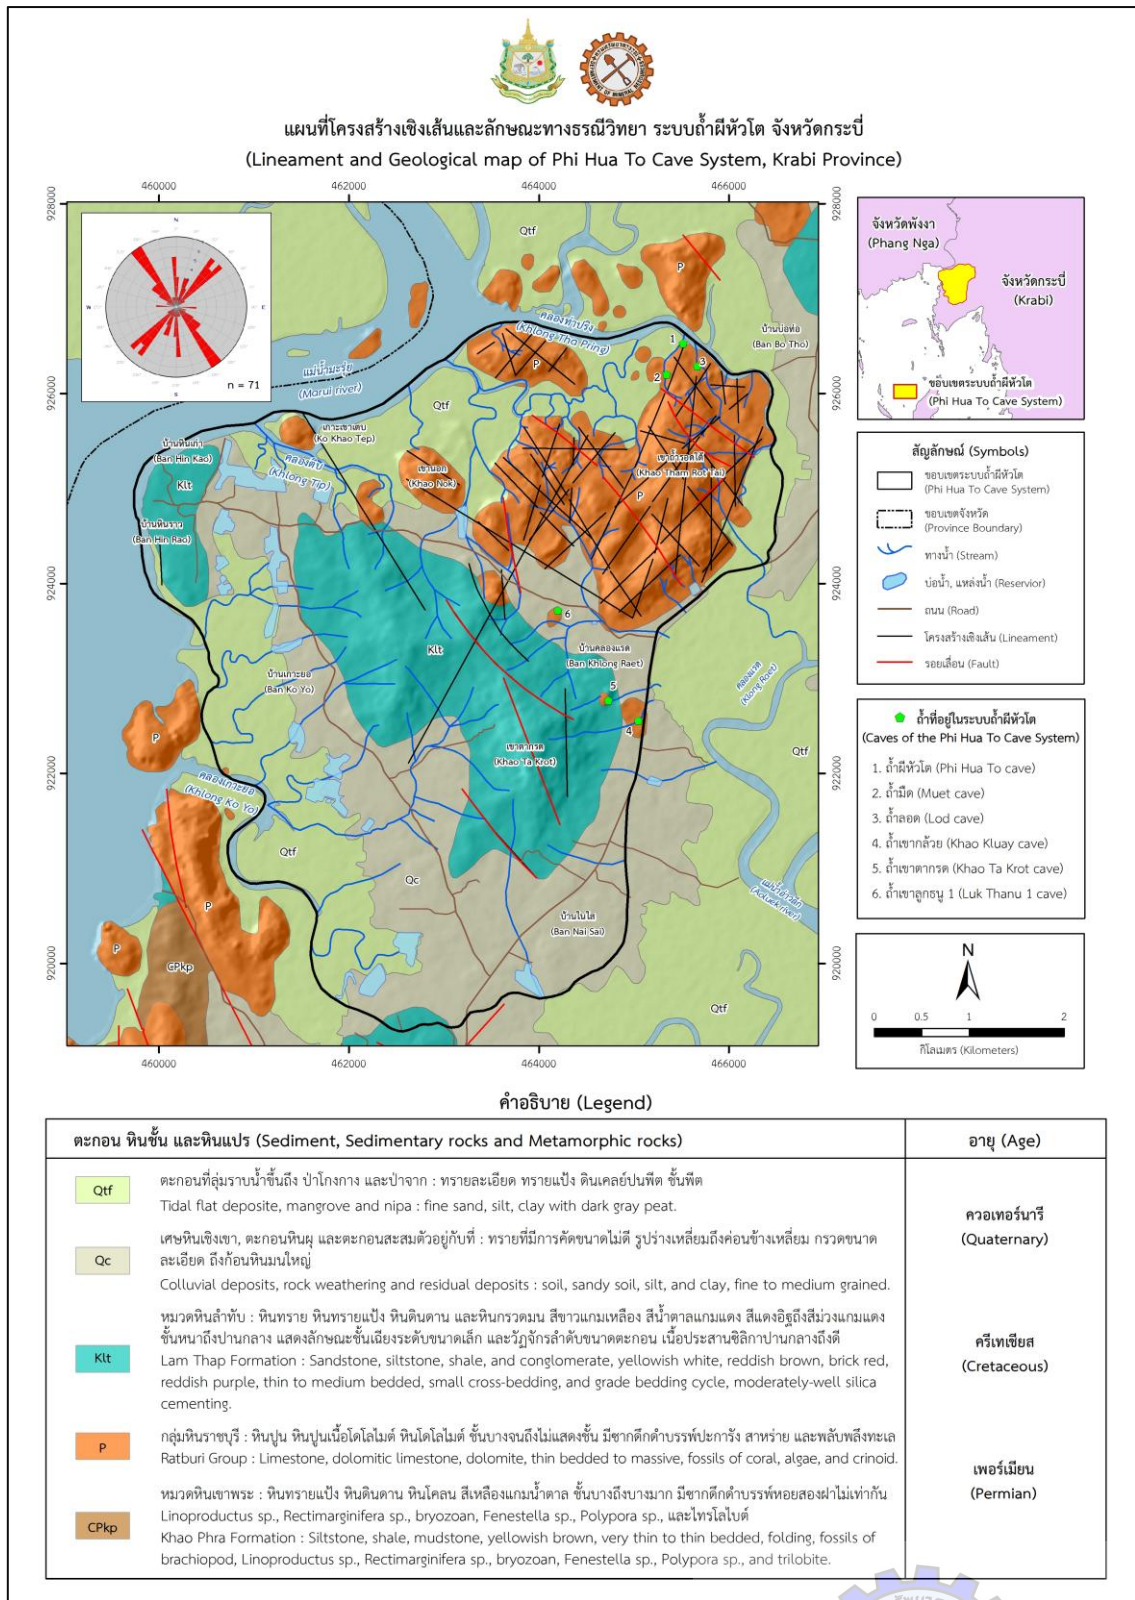 แผนที่โครงสร้างเชิงเส้นและลักษณะทางธรณีวิทยา ระบบถ้ำผีหัวโต จังหวัดกระบี่
(Lineament and Geological map of Phi Hua To Cave System, Krabi Province)
460000 462000 464000 466000
928000
926000
924000
922000
920000
928000
926000
924000
922000
920000
460000 462000 464000 466000
N
E
S
W
n = 71
Qtf
P
คลองท่าปริง
(Khlong Tha Pring)
บ้านบ่อท่อ
(Ban Bo Tho)
1
2
3
P
แม่น้ำมะรุ่ย
(Marui river)
Qtf
เกาะเขาเตบ
(Ko Khao Tep)
บ้านหินเก่า
(Ban Hin Kao)
Klt
คลองติบ
(Khlong Tip)
เขานอก
(Khao Nok)
เขาถ้ำรอดใต้
(Khao Tham Rot Tai)
P
บ้านหินราว
(Ban Hin Rao)
6
Klt
บ้านคลองแรด
(Ban Khlong Raet)
บ้านเกาะยอ
(Ban Ko Yo)
5
4
คลองแรด
(Klong Raet)
P
เขาตากรด
(Khao Ta Krot)
Qtf
คลองเกาะยอ
(Khlong Ko Yo)
Qtf
Qc
P
บ้านในใส
(Ban Nai Sai)
แม่น้ำอ่าวลึก
(Aoluek river)
P
CPkp
Qtf
จังหวัดพังงา
(Phang Nga)
จังหวัดกระบี่
(Krabi)
ขอบเขตระบบถ้ำผีหัวโต
(Phi Hua To Cave System)
สัญลักษณ์ (Symbols)
ขอบเขตระบบถ้ำผีหัวโต
(Phi Hua To Cave System)
ขอบเขตจังหวัด
(Province Boundary)
ทางน้ำ (Stream)
บ่อน้ำ, แหล่งน้ำ (Reservior)
ถนน (Road)
โครงสร้างเชิงเส้น (Lineament)
รอยเลื่อน (Fault)
ถ้ำที่อยู่ในระบบถ้ำผีหัวโต
(Caves of the Phi Hua To Cave System)
1. ถ้ำผีหัวโต (Phi Hua To cave)
2. ถ้ำมืด (Muet cave)
3. ถ้ำลอด (Lod cave)
4. ถ้ำเขากล้วย (Khao Kluay cave)
5. ถ้ำเขาตากรด (Khao Ta Krot cave)
6. ถ้ำเขาลูกธนู 1 (Luk Thanu 1 cave)
N
0 0.5 1 2
กิโลเมตร (Kilometers)
คำอธิบาย (Legend)
ตะกอน หินชั้น และหินแปร (Sediment, Sedimentary rocks and Metamorphic rocks)
อายุ (Age)
Qtf
ตะกอนที่ลุ่มราบน้ำขึ้นถึง ป่าโกงกาง และป่าจาก : ทรายละเอียด ทรายแป้ง ดินเคลย์ปนพีต ชั้นพีต
Tidal flat deposite, mangrove and nipa : fine sand, silt, clay with dark gray peat.
ควอเทอร์นารี
(Quaternary)
Qc
เศษหินเชิงเขา, ตะกอนหินผุ และตะกอนสะสมตัวอยู่กับที่ : ทรายที่มีการคัดขนาดไม่ดี รูปร่างเหลี่ยมถึงค่อนข้างเหลี่ยม กรวดขนาด
ละเอียด ถึงก้อนหินมนใหญ่
Colluvial deposits, rock weathering and residual deposits : soil, sandy soil, silt, and clay, fine to medium grained.
Klt
หมวดหินลำทับ : หินทราย หินทรายแป้ง หินดินดาน และหินกรวดมน สีขาวแกมเหลือง สีน้ำตาลแกมแดง สีแดงอิฐถึงสีม่วงแกมแดง
ชั้นหนาถึงปานกลาง แสดงลักษณะชั้นเฉียงระดับขนาดเล็ก และวัฏจักรลำดับขนาดตะกอน เนื้อประสานซิลิกาปานกลางถึงดี
Lam Thap Formation : Sandstone, siltstone, shale, and conglomerate, yellowish white, reddish brown, brick red,
reddish purple, thin to medium bedded, small cross-bedding, and grade bedding cycle, moderately-well silica
cementing.
ครีเทเชียส
(Cretaceous)
P
กลุ่มหินราชบุรี : หินปูน หินปูนเนื้อโดโลไมต์ หินโดโลไมต์ ชั้นบางจนถึงไม่แสดงชั้น มีซากดึกดำบรรพ์ปะการัง สาหร่าย และพลับพลึงทะเล
Ratburi Group : Limestone, dolomitic limestone, dolomite, thin bedded to massive, fossils of coral, algae, and crinoid.
เพอร์เมียน
(Permian)
CPkp
หมวดหินเขาพระ : หินทรายแป้ง หินดินดาน หินโคลน สีเหลืองแกมน้ำตาล ชั้นบางถึงบางมาก มีซากดึกดำบรรพ์หอยสองฝาไม่เท่ากัน
Linoproductus sp., Rectimarginifera sp., bryozoan, Fenestella sp., Polypora sp., และไทรโลไบต์
Khao Phra Formation : Siltstone, shale, mudstone, yellowish brown, very thin to thin bedded, folding, fossils of
brachiopod, Linoproductus sp., Rectimarginifera sp., bryozoan, Fenestella sp., Polypora sp., and trilobite.